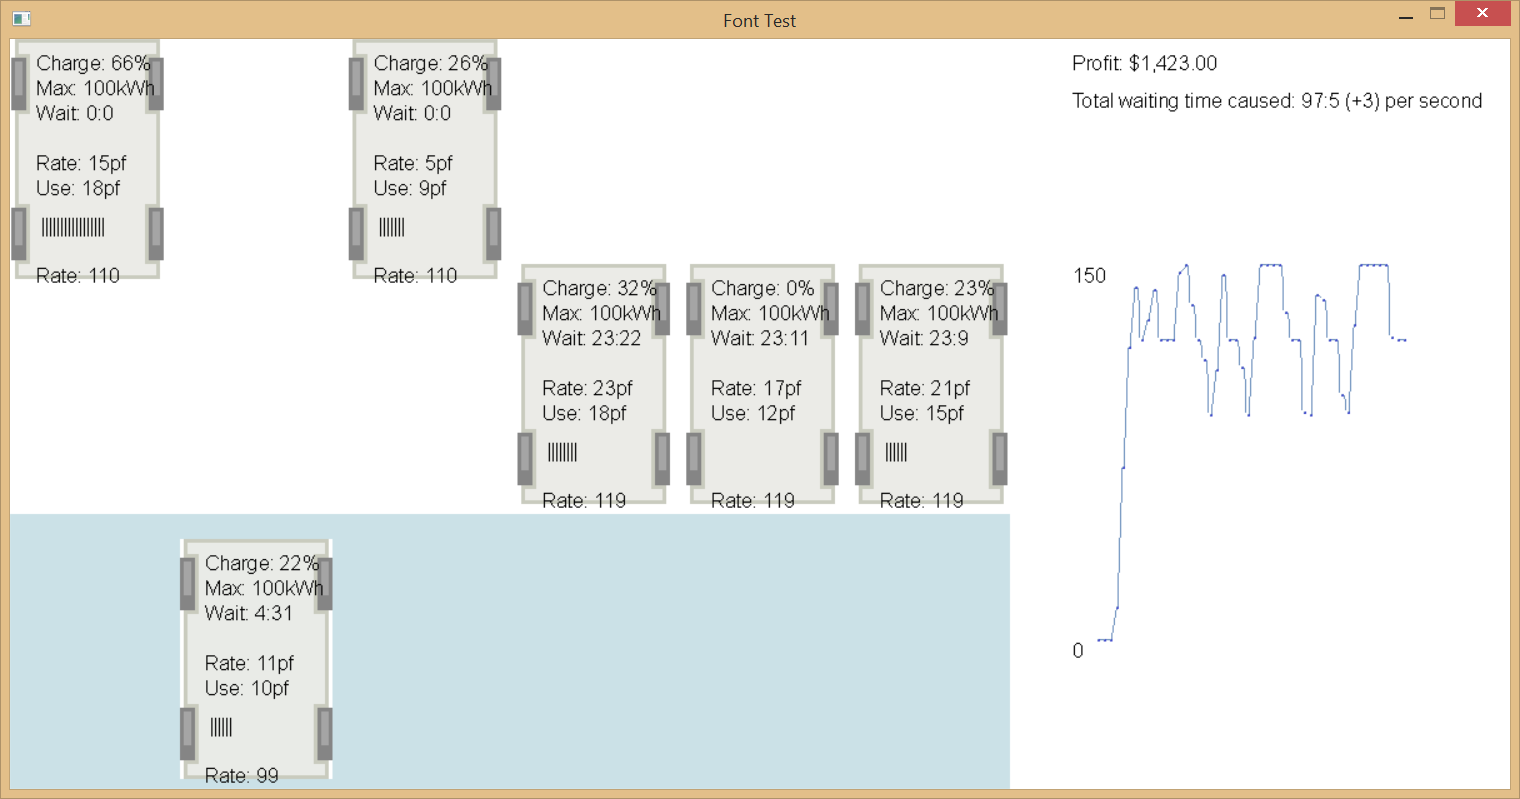 Font Test
Charge: 66%
Max: 100kWh
Wait: 0:0
Rate: 15pf
Use: 18pf
||||||||||||||||||
Rate: 110
Charge: 26%
Max: 100kWh
Wait: 0:0
Rate: 5pf
Use: 9pf
|||||||
Rate: 110
Charge: 32%
Max: 100kWh
Wait: 23:22
Rate: 23pf
Use: 18pf
||||||||
Rate: 119
Charge: 0%
Max: 100kWh
Wait: 23:11
Rate: 17pf
Use: 12pf
Rate: 119
Charge: 23%
Max: 100kWh
Wait: 23:9
Rate: 21pf
Use: 15pf
||||||
Rate: 119
Charge: 22%
Max: 100kWh
Wait: 4:31
Rate: 11pf
Use: 10pf
||||||
Rate: 99
Profit: $1,423.00
Total waiting time caused: 97:5 (+3) per second
150
0